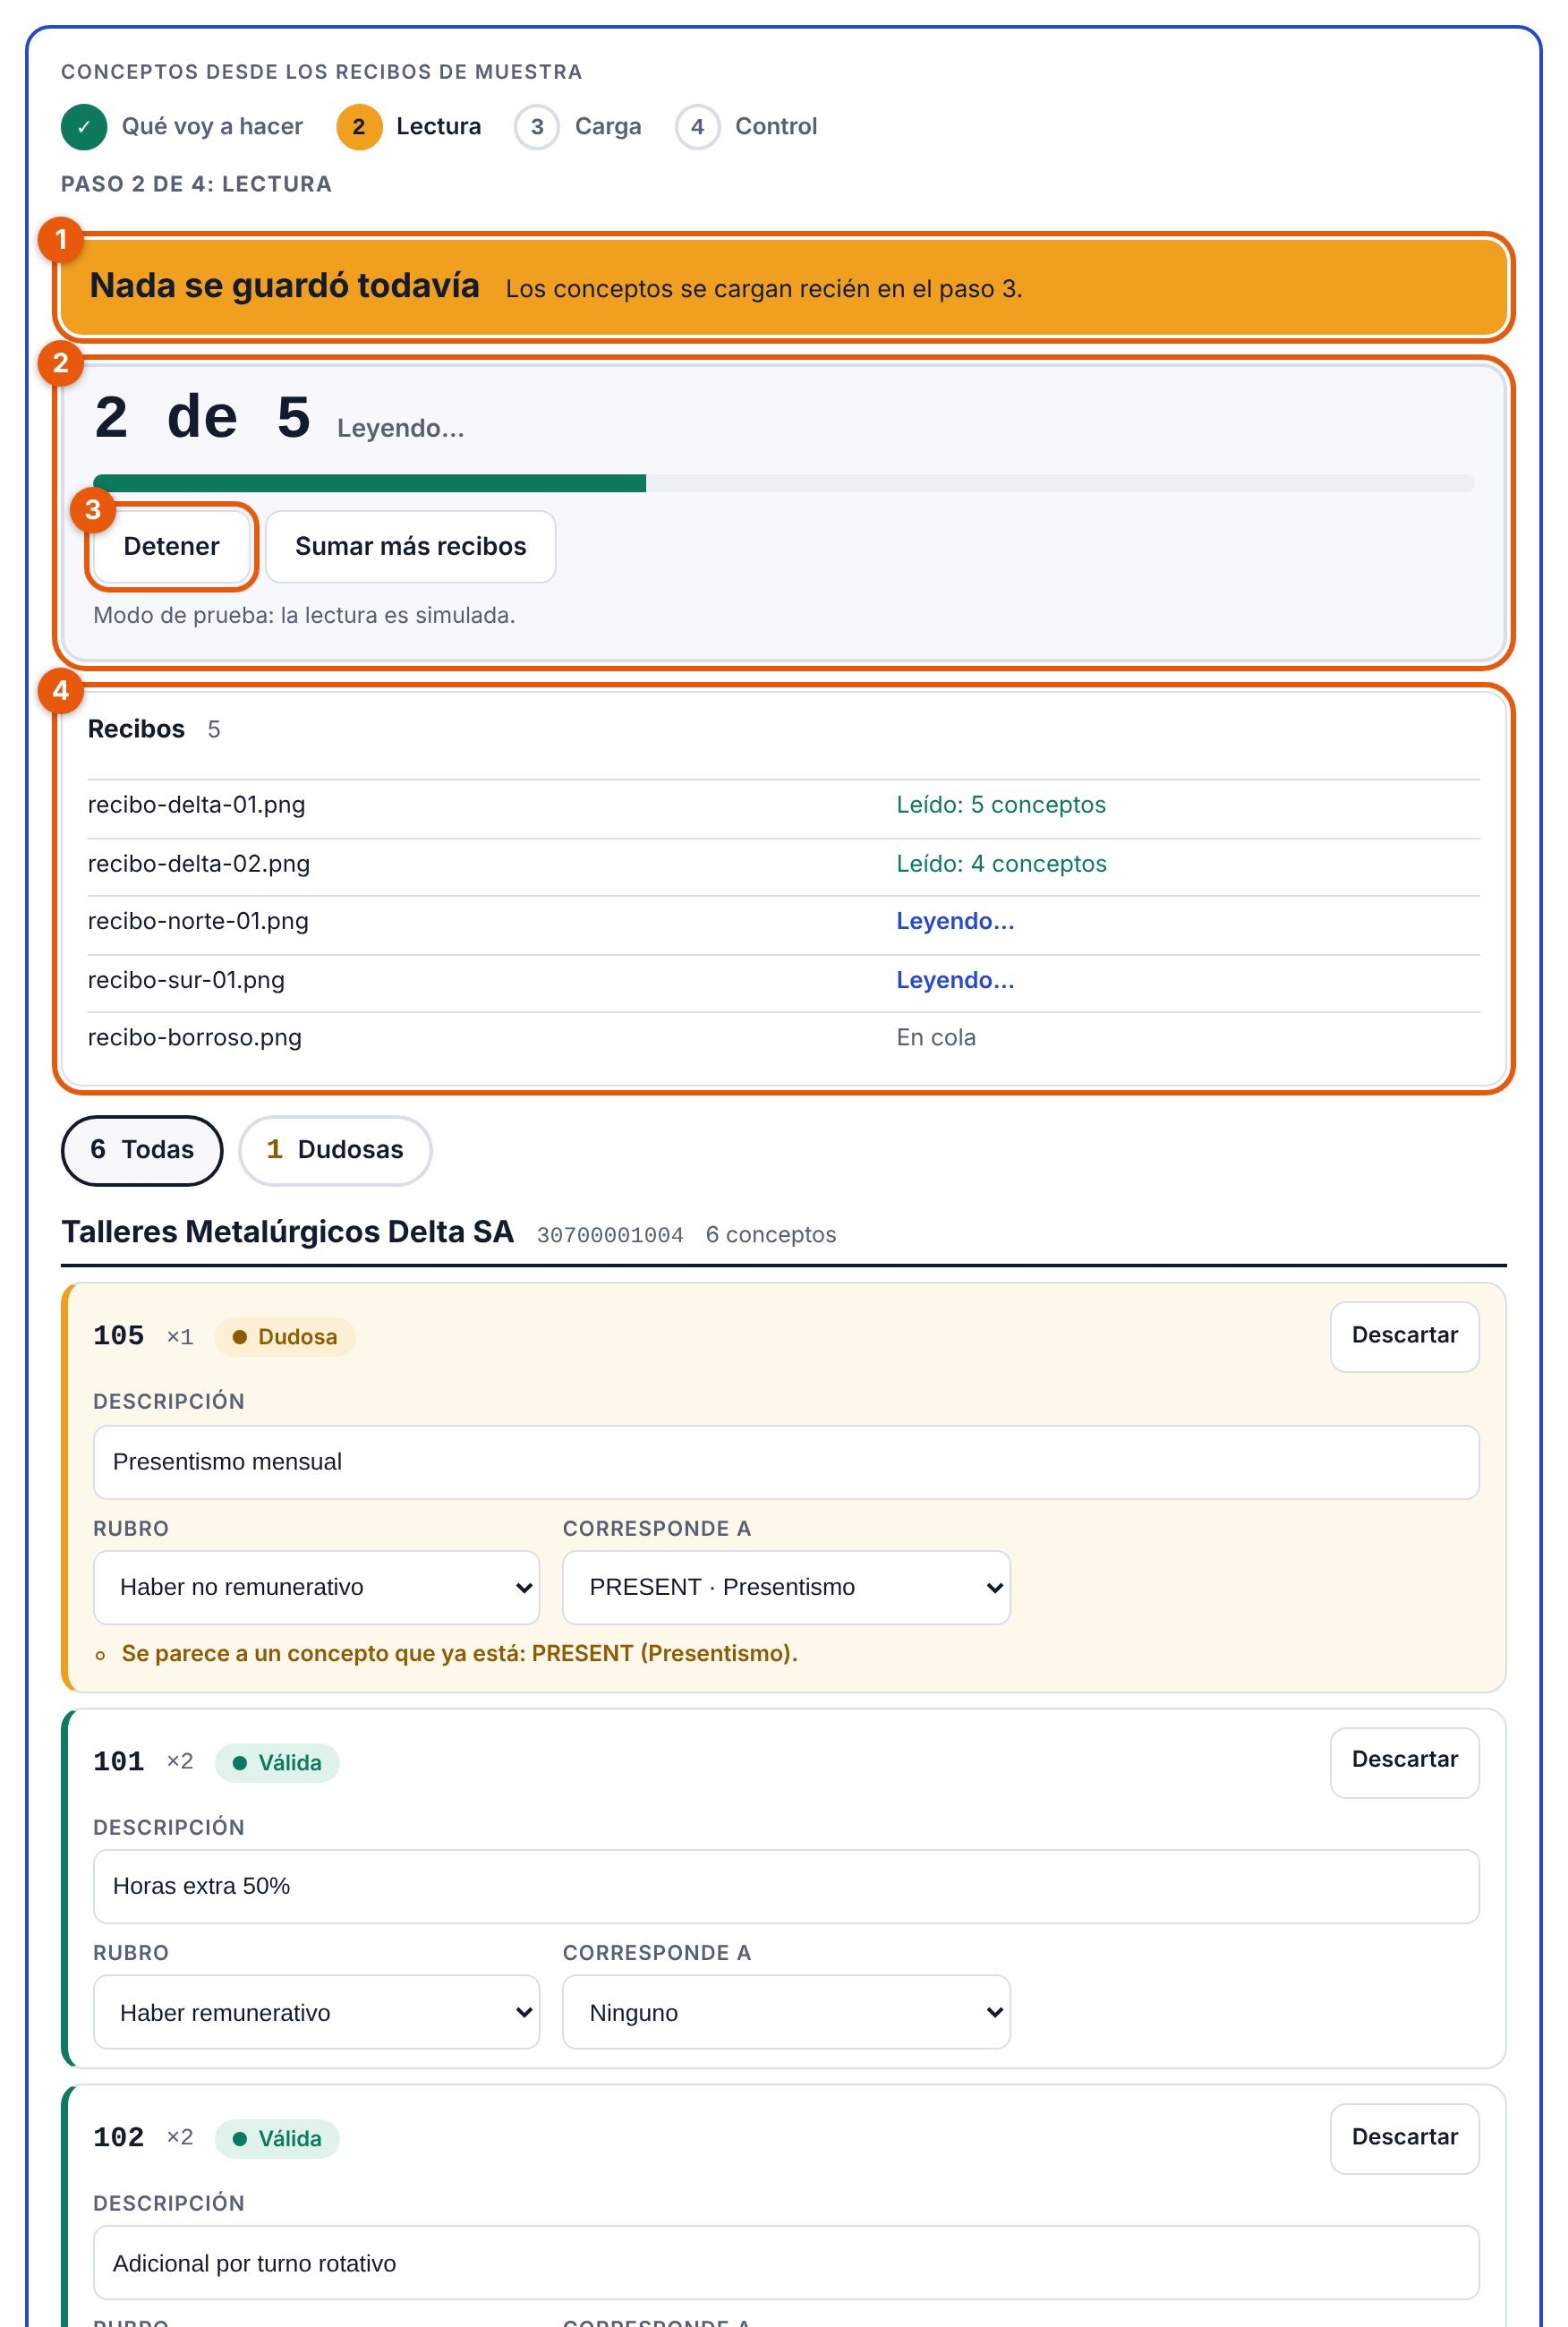 CONCEPTOS DESDE LOS RECIBOS DE MUESTRA
✓ Qué voy a hacer 2 Lectura 3 Carga 4 Control
PASO 2 DE 4: LECTURA
1
Nada se guardó todavía Los conceptos se cargan recién en el paso 3.
2
2 de 5 Leyendo...
3
Detener Sumar más recibos
Modo de prueba: la lectura es simulada.
4
Recibos 5
recibo-delta-01.png Leído: 5 conceptos
recibo-delta-02.png Leído: 4 conceptos
recibo-norte-01.png Leyendo...
recibo-sur-01.png Leyendo...
recibo-borroso.png En cola
6 Todas 1 Dudosas
Talleres Metalúrgicos Delta SA 30700001004 6 conceptos
105 ×1 Dudosa Descartar
DESCRIPCIÓN
Presentismo mensual
RUBRO CORRESPONDE A
Haber no remunerativo PRESENT · Presentismo
Se parece a un concepto que ya está: PRESENT (Presentismo).
101 ×2 Válida Descartar
DESCRIPCIÓN
Horas extra 50%
RUBRO CORRESPONDE A
Haber remunerativo Ninguno
102 ×2 Válida Descartar
DESCRIPCIÓN
Adicional por turno rotativo
RUBRO CORRESPONDE A